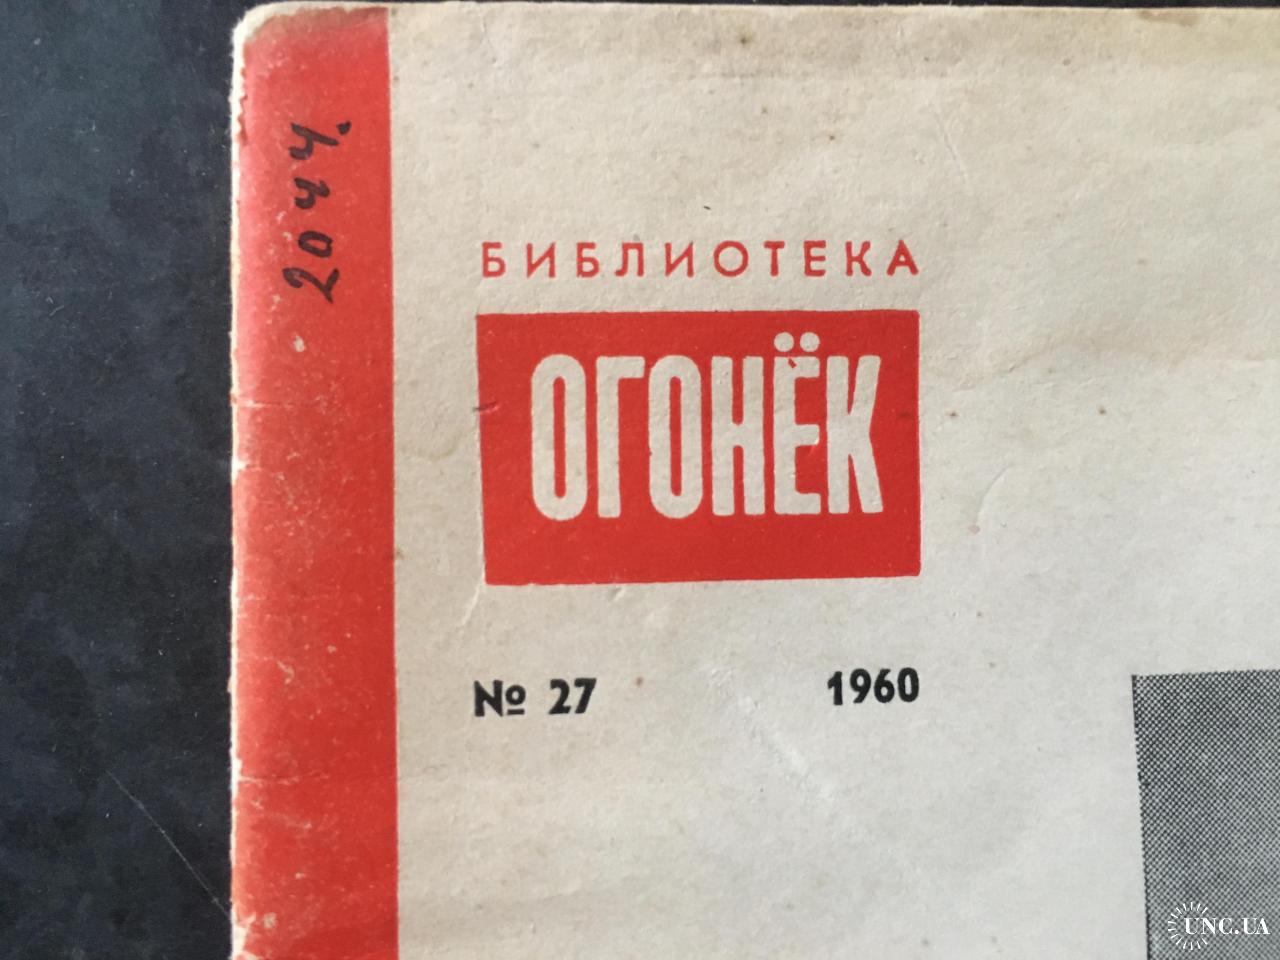 2044.
БИБЛИОТЕКА
ОГОНЁК
№ 27 1960
UNC.UA